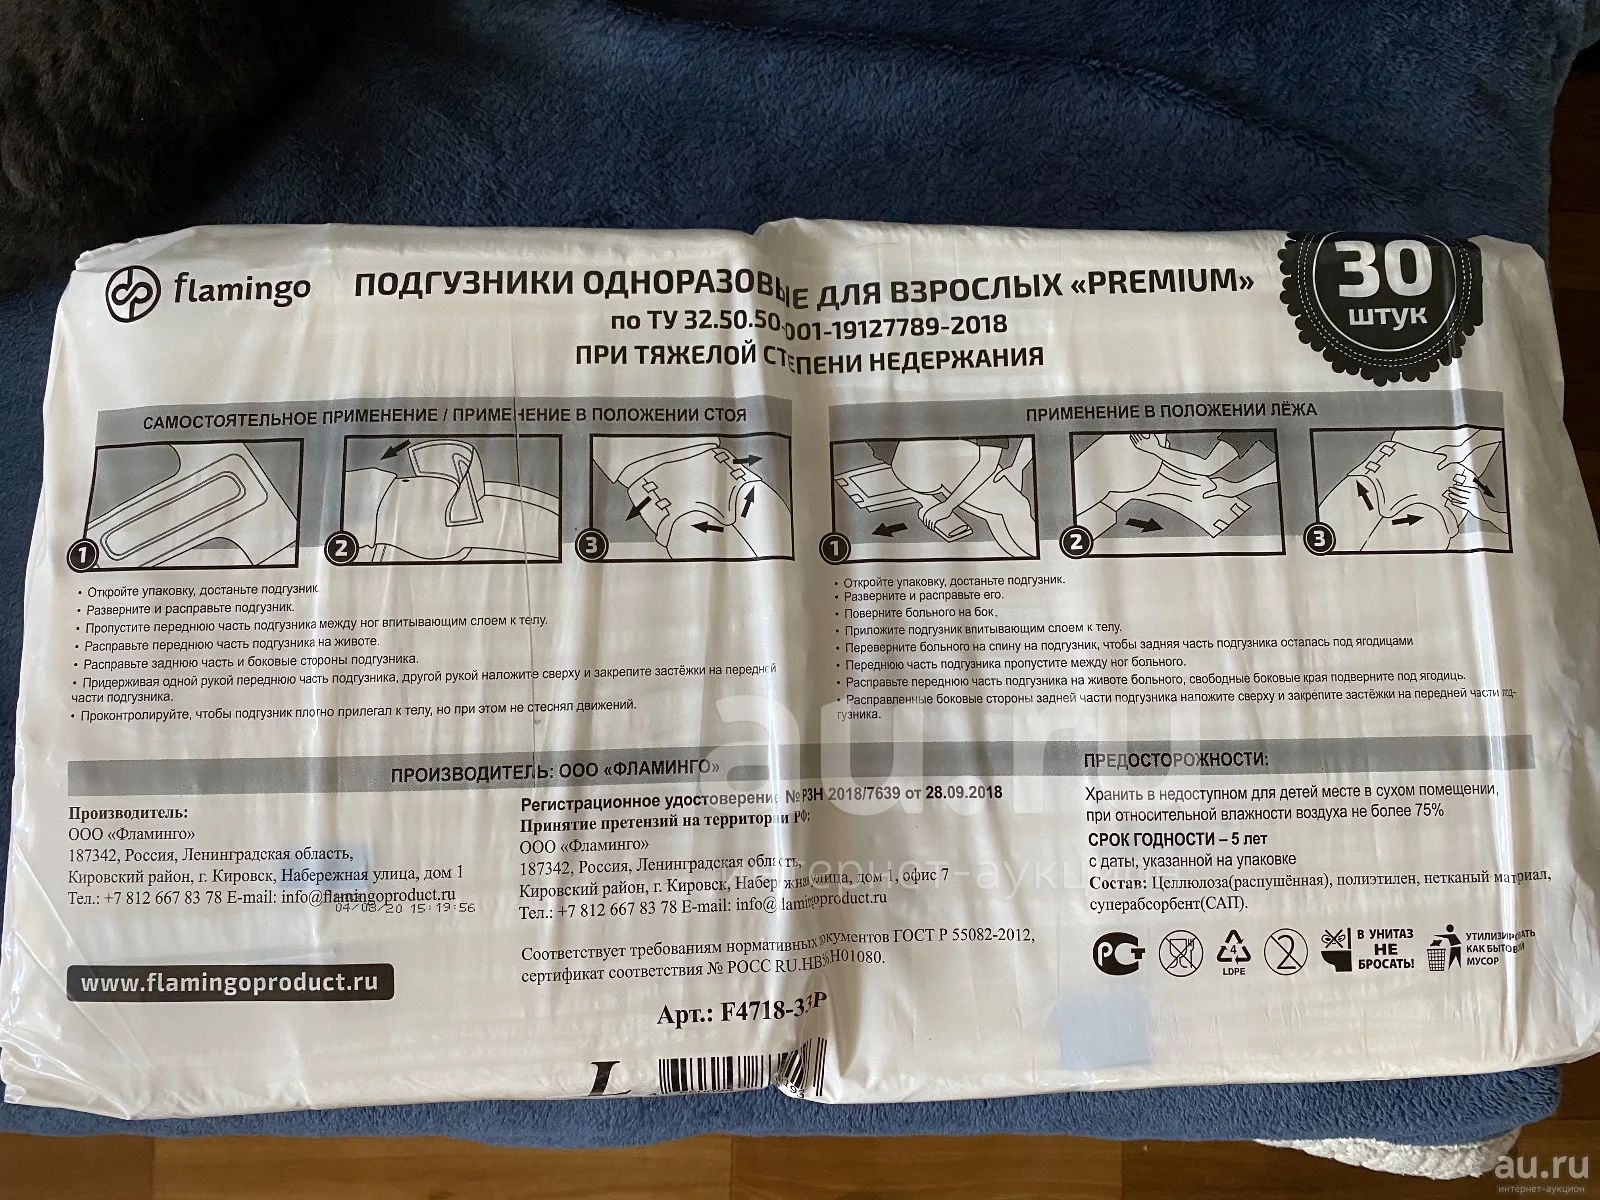 flamingo
ПОДГУЗНИКИ ОДНОРАЗОВЫЕ ДЛЯ ВЗРОСЛЫХ «PREMIUM»
по ТУ 32.50.50-001-19127789-2018
ПРИ ТЯЖЕЛОЙ СТЕПЕНИ НЕДЕРЖАНИЯ
30
штук
САМОСТОЯТЕЛЬНОЕ ПРИМЕНЕНИЕ / ПРИМЕНЕНИЕ В ПОЛОЖЕНИИ СТОЯ
1
2
3
• Откройте упаковку, достаньте подгузник.
• Разверните и расправьте подгузник.
• Пропустите переднюю часть подгузника между ног впитывающим слоем к телу.
• Расправьте переднюю часть подгузника на животе.
• Расправьте заднюю часть и боковые стороны подгузника.
• Придерживая одной рукой переднюю часть подгузника, другой рукой наложите сверху и закрепите застёжки на передней
части подгузника.
• Проконтролируйте, чтобы подгузник плотно прилегал к телу, но при этом не стеснял движений.
ПРИМЕНЕНИЕ В ПОЛОЖЕНИИ ЛЁЖА
1
2
3
• Откройте упаковку, достаньте подгузник.
• Разверните и расправьте его.
• Поверните больного на бок.
• Приложите подгузник впитывающим слоем к телу.
• Переверните больного на спину на подгузник, чтобы задняя часть подгузника осталась под ягодицами
• Переднюю часть подгузника пропустите между ног больного.
• Расправьте переднюю часть подгузника на животе больного, свободные боковые края подверните под ягодиць.
• Расправленные боковые стороны задней части подгузника наложите сверху и закрепите застёжки на передней части под-
гузника.
ПРОИЗВОДИТЕЛЬ: ООО «ФЛАМИНГО»
Производитель:
ООО «Фламинго»
187342, Россия, Ленинградская область,
Кировский район, г. Кировск, Набережная улица, дом 1
Тел.: +7 812 667 83 78 E-mail: info@flamingoproduct.ru
04/08/20 15:19:56
www.flamingoproduct.ru
Регистрационное удостоверение № РЗН 2018/7639 от 28.09.2018
Принятие претензий на территории РФ:
ООО «Фламинго»
187342, Россия, Ленинградская область,
Кировский район, г. Кировск, Набережная улица, дом 1, офис 7
Тел.: +7 812 667 83 78 E-mail: info@flamingoproduct.ru
Соответствует требованиям нормативных документов ГОСТ Р 55082-2012,
сертификат соответствия № РОСС RU.НВ36.Н01080.
Арт.: F4718-33P
L
ПРЕДОСТОРОЖНОСТИ:
Хранить в недоступном для детей месте в сухом помещении,
при относительной влажности воздуха не более 75%
СРОК ГОДНОСТИ – 5 лет
с даты, указанной на упаковке
Состав: Целлюлоза(распушённая), полиэтилен, нетканый материал,
суперабсорбент(САП).
РСТ
4
LDPE
2
В УНИТАЗ
НЕ
БРОСАТЬ!
УТИЛИЗИРОВАТЬ
КАК БЫТОВОЙ
МУСОР
au.ru
интернет-аукцион
au.ru
интернет-аукцион